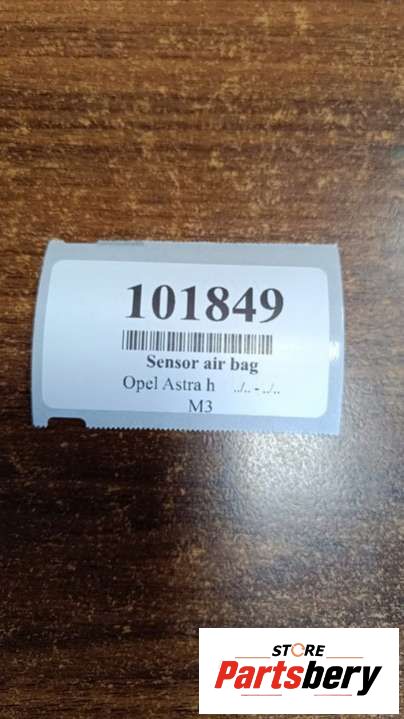 101849
Sensor air bag
Opel Astra h ../.. - ../..
M3
STORE
Partsbery